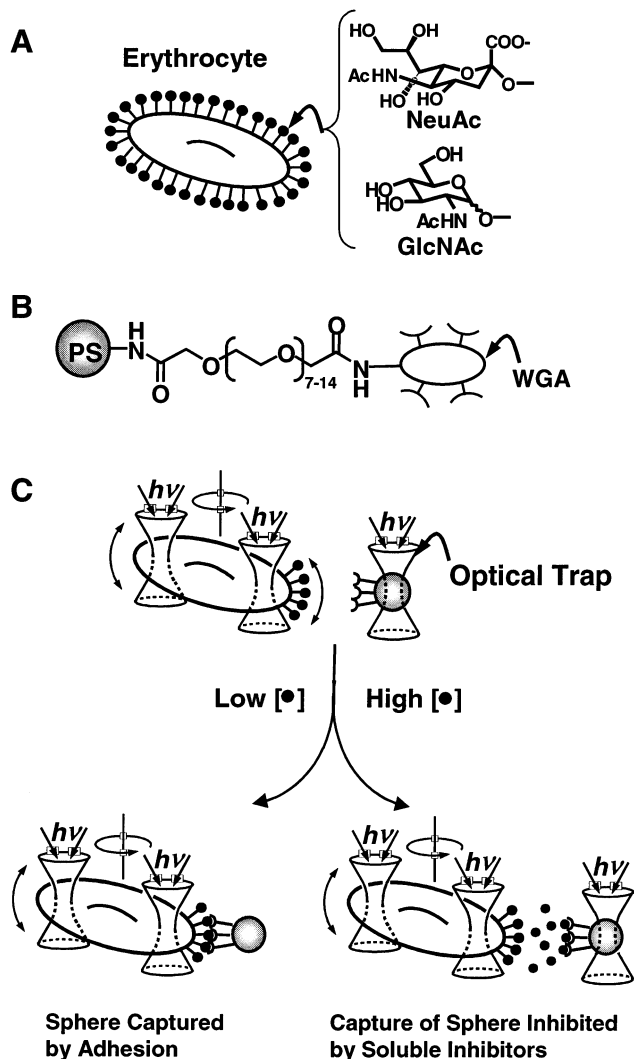 A
Erythrocyte
HO OH
COO-
AcHN
O
O
HO HO
NeuAc
OH
HO
HO
O
AcHN O
GlcNAc
B
PS
H
N
O
O
O
7-14
O
N
H
WGA
C
hν
hν
hν
Optical Trap
Low [●]
High [●]
hν
hν
hν
hν
hν
Sphere Captured
by Adhesion
Capture of Sphere Inhibited
by Soluble Inhibitors